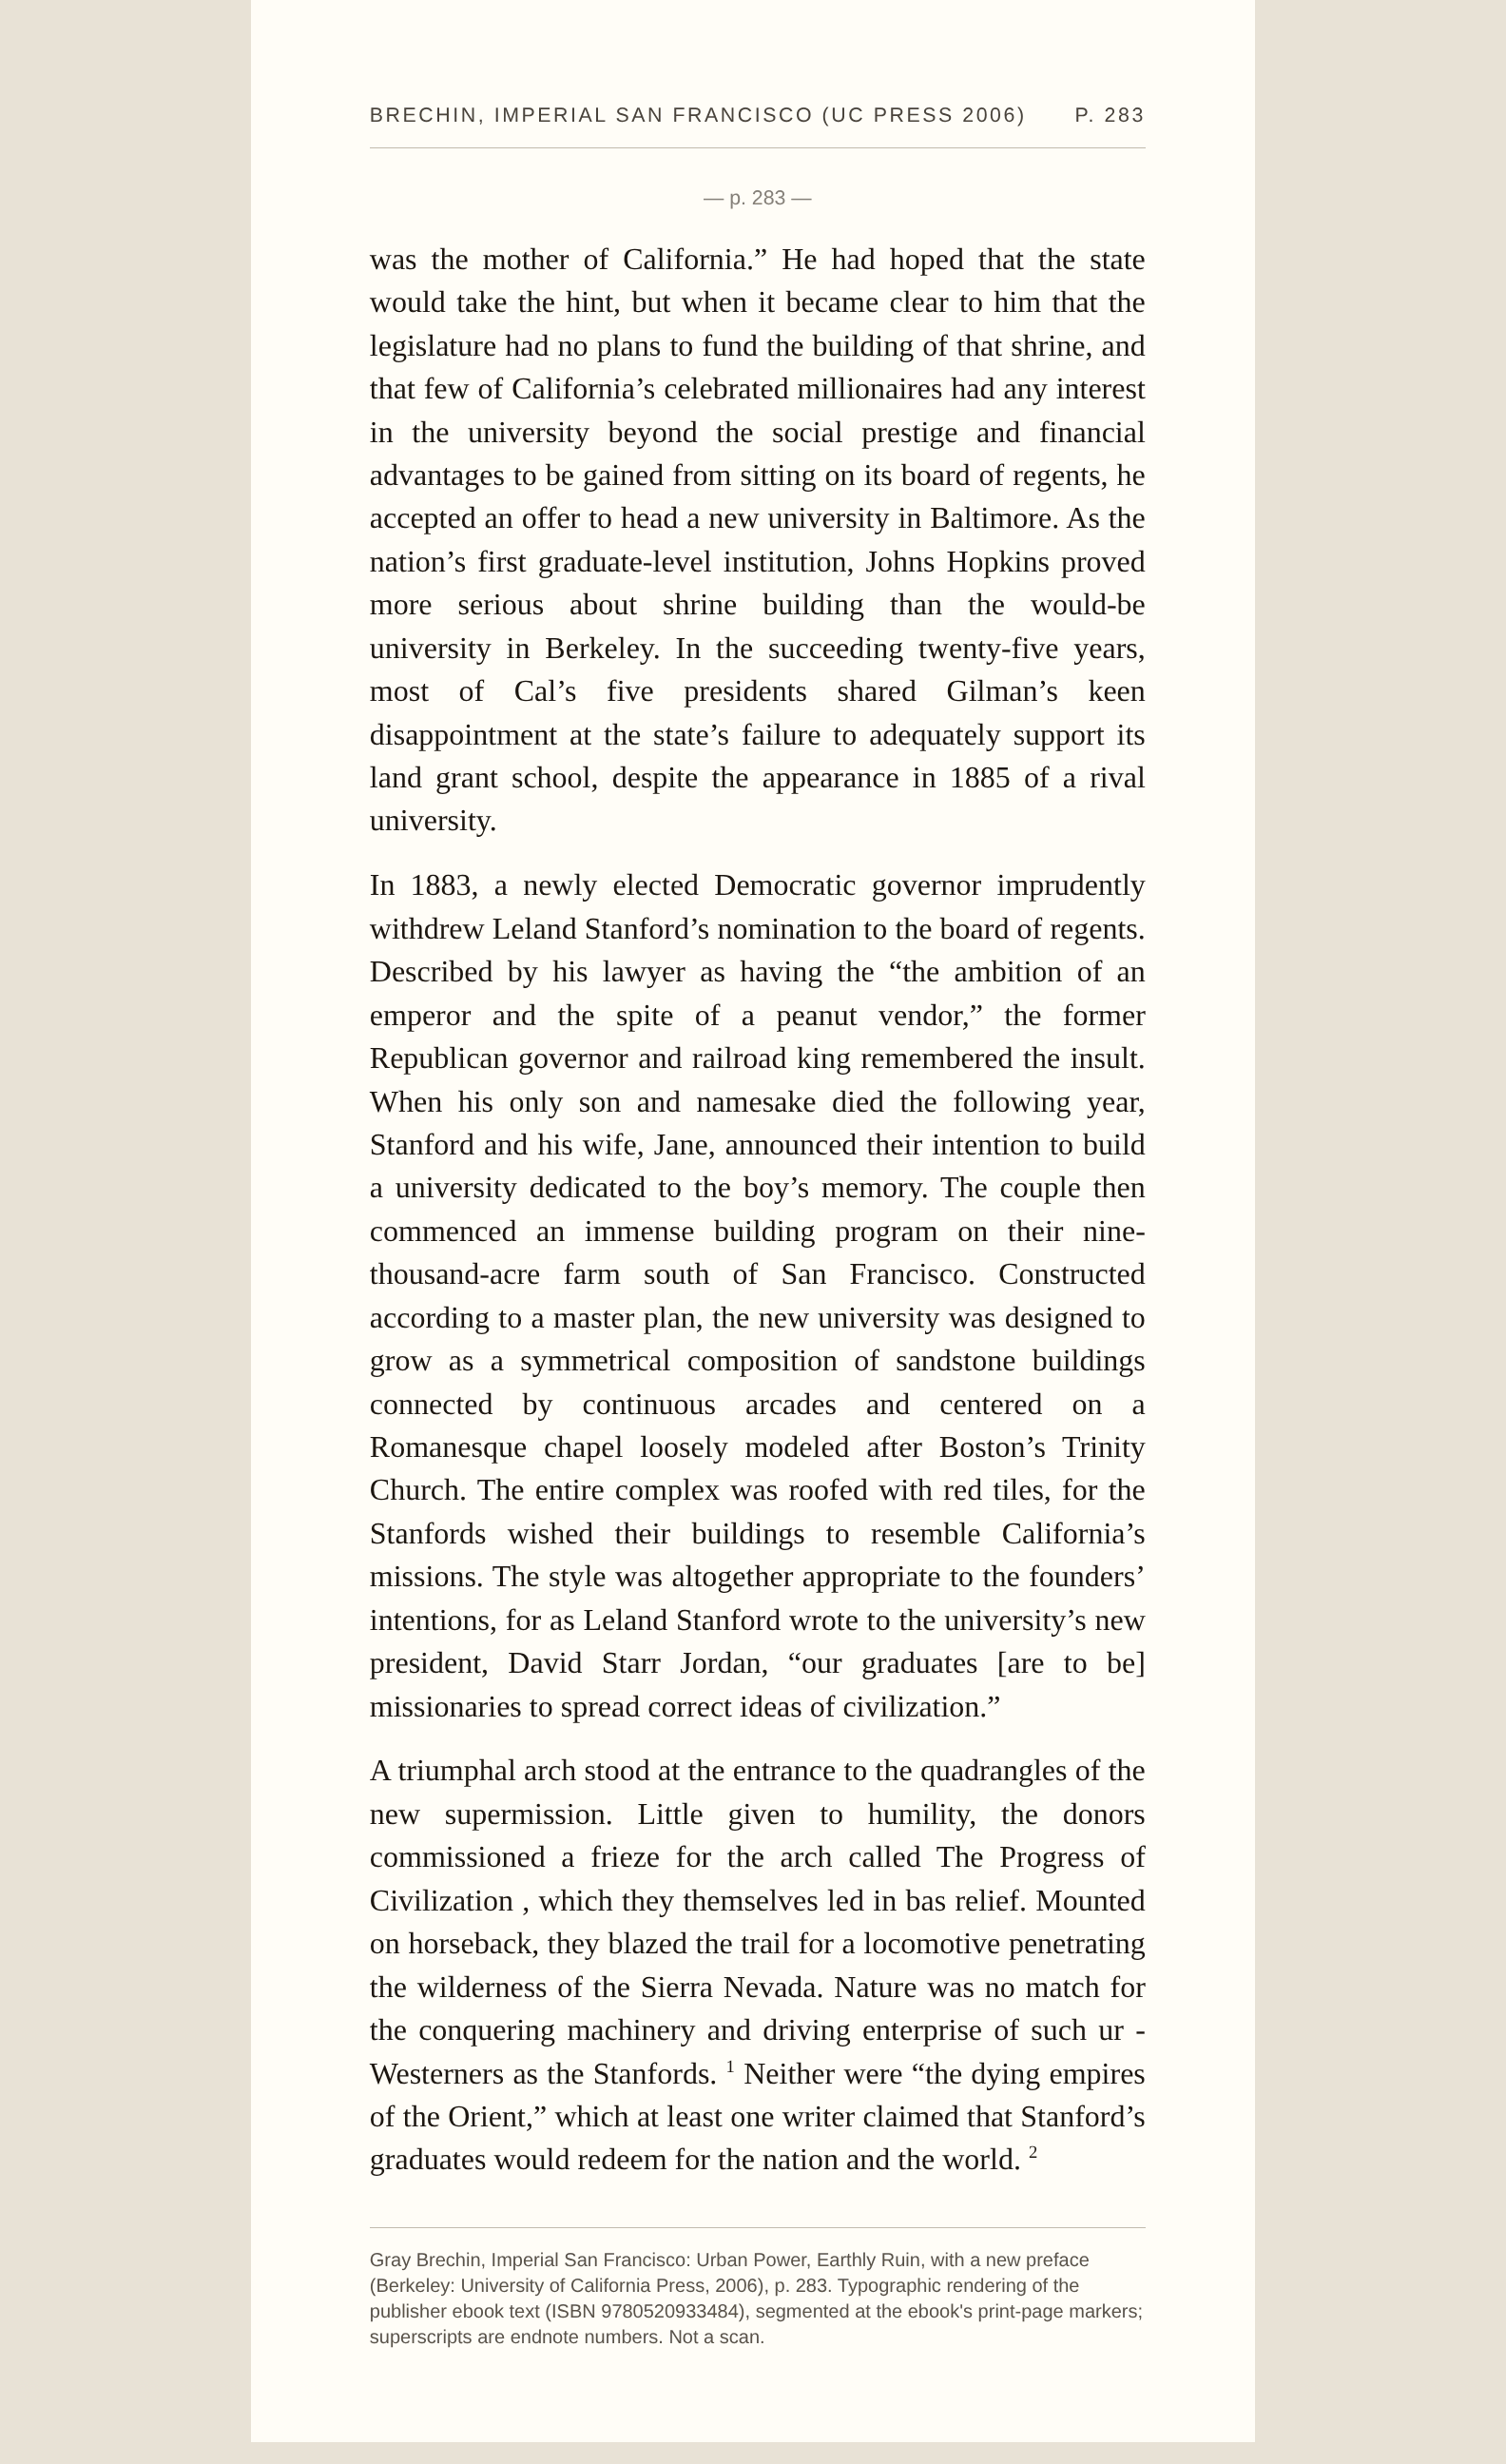 BRECHIN, IMPERIAL SAN FRANCISCO (UC PRESS 2006) P. 283
— p. 283 —
was the mother of California.” He had hoped that the state
would take the hint, but when it became clear to him that the
legislature had no plans to fund the building of that shrine, and
that few of California’s celebrated millionaires had any interest
in the university beyond the social prestige and financial
advantages to be gained from sitting on its board of regents, he
accepted an offer to head a new university in Baltimore. As the
nation’s first graduate-level institution, Johns Hopkins proved
more serious about shrine building than the would-be
university in Berkeley. In the succeeding twenty-five years,
most of Cal’s five presidents shared Gilman’s keen
disappointment at the state’s failure to adequately support its
land grant school, despite the appearance in 1885 of a rival
university.
In 1883, a newly elected Democratic governor imprudently
withdrew Leland Stanford’s nomination to the board of regents.
Described by his lawyer as having the “the ambition of an
emperor and the spite of a peanut vendor,” the former
Republican governor and railroad king remembered the insult.
When his only son and namesake died the following year,
Stanford and his wife, Jane, announced their intention to build
a university dedicated to the boy’s memory. The couple then
commenced an immense building program on their nine-
thousand-acre farm south of San Francisco. Constructed
according to a master plan, the new university was designed to
grow as a symmetrical composition of sandstone buildings
connected by continuous arcades and centered on a
Romanesque chapel loosely modeled after Boston’s Trinity
Church. The entire complex was roofed with red tiles, for the
Stanfords wished their buildings to resemble California’s
missions. The style was altogether appropriate to the founders’
intentions, for as Leland Stanford wrote to the university’s new
president, David Starr Jordan, “our graduates [are to be]
missionaries to spread correct ideas of civilization.”
A triumphal arch stood at the entrance to the quadrangles of the
new supermission. Little given to humility, the donors
commissioned a frieze for the arch called The Progress of
Civilization , which they themselves led in bas relief. Mounted
on horseback, they blazed the trail for a locomotive penetrating
the wilderness of the Sierra Nevada. Nature was no match for
the conquering machinery and driving enterprise of such ur -
Westerners as the Stanfords. 1 Neither were “the dying empires
of the Orient,” which at least one writer claimed that Stanford’s
graduates would redeem for the nation and the world. 2
Gray Brechin, Imperial San Francisco: Urban Power, Earthly Ruin, with a new preface
(Berkeley: University of California Press, 2006), p. 283. Typographic rendering of the
publisher ebook text (ISBN 9780520933484), segmented at the ebook's print-page markers;
superscripts are endnote numbers. Not a scan.